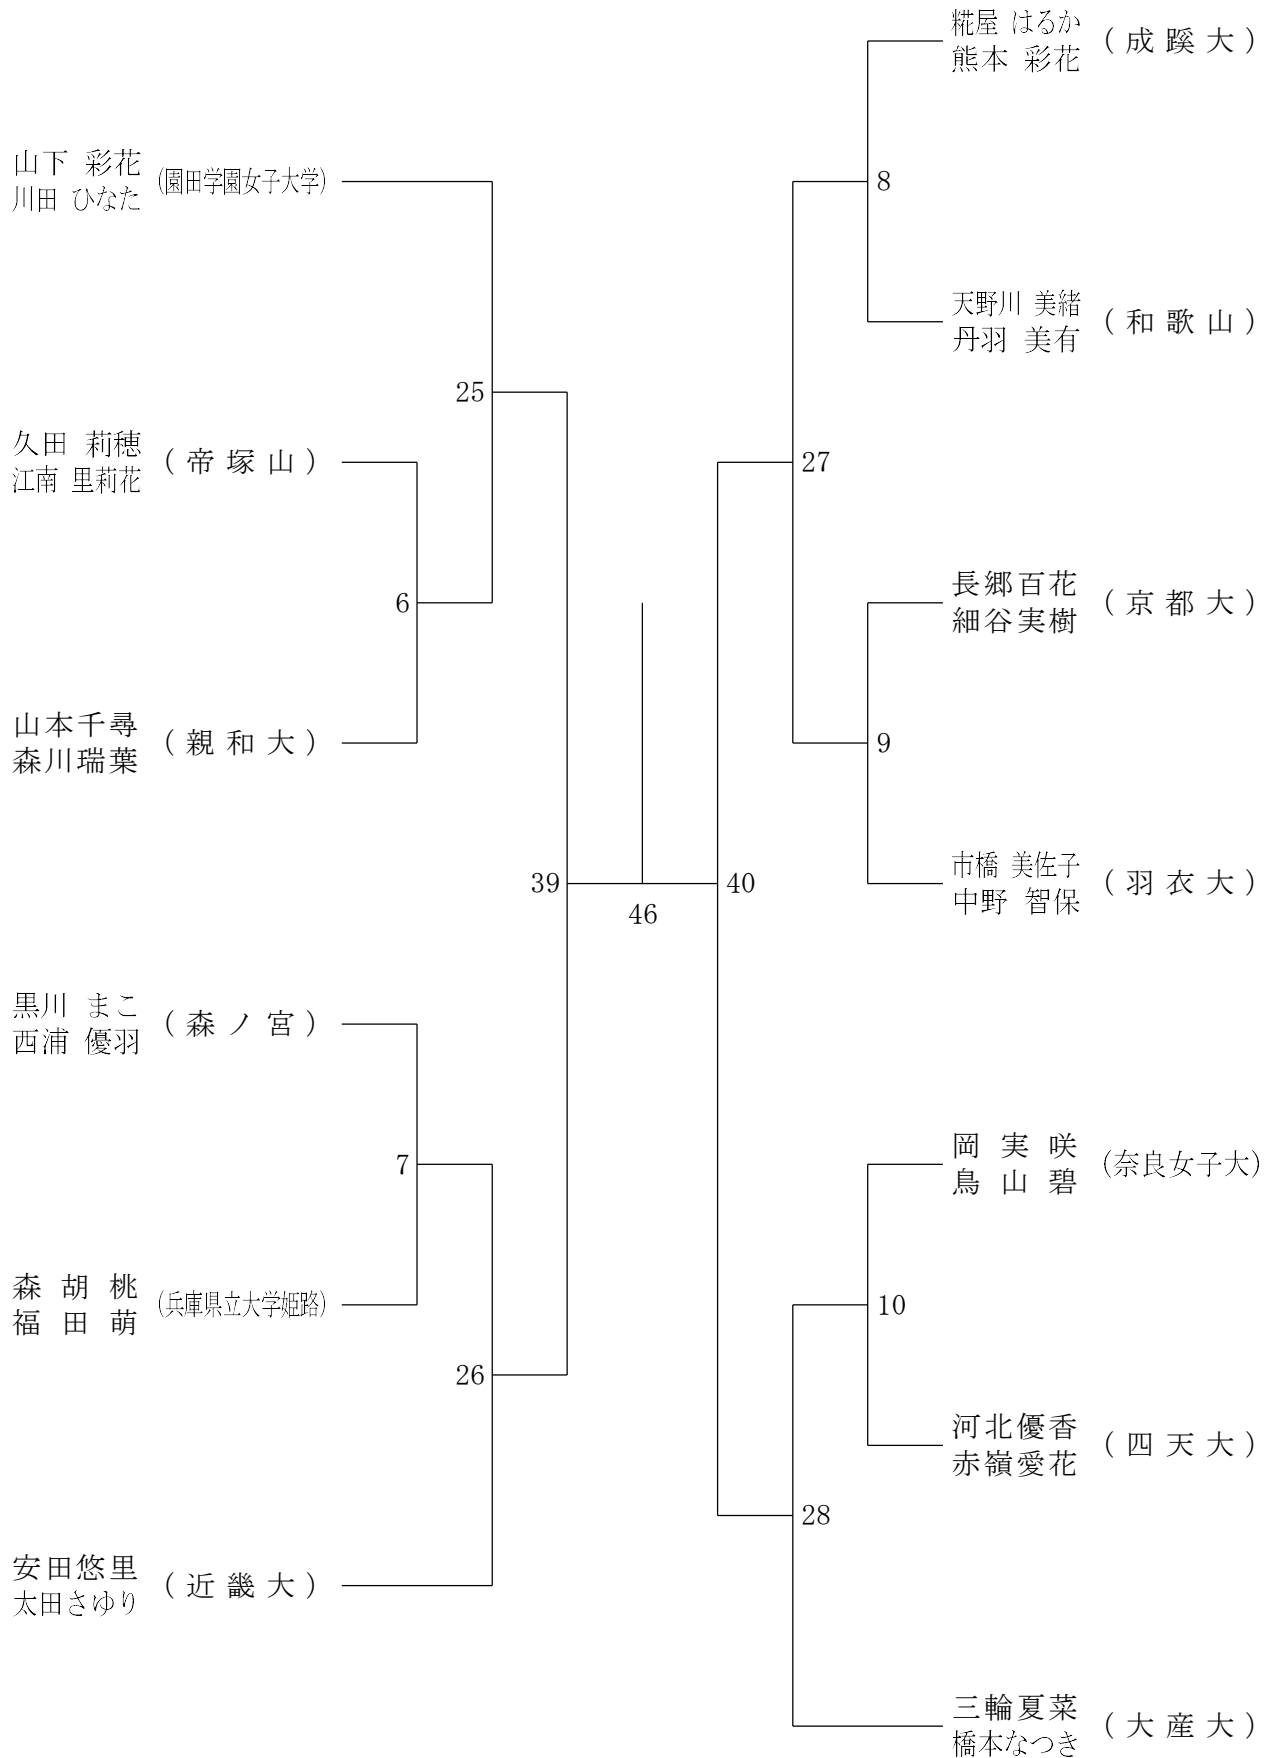 山下 彩花
川田 ひなた
(園田学園女子大学)
25
久田 莉穂
江南 里莉花
(帝塚山)
6
山本千尋
森川瑞葉
(親和大)
39
46
黒川 まこ
西浦 優羽
(森ノ宮)
7
森胡桃
福田萌
(兵庫県立大学姫路)
26
安田悠里
太田さゆり
(近畿大)
糀屋 はるか
熊本 彩花
(成蹊大)
8
天野川 美緒
丹羽 美有
(和歌山)
27
長郷百花
細谷実樹
(京都大)
9
市橋 美佐子
中野 智保
(羽衣大)
40
岡実咲
鳥山碧
(奈良女子大)
10
河北優香
赤嶺愛花
(四天大)
28
三輪夏菜
橋本なつき
(大産大)